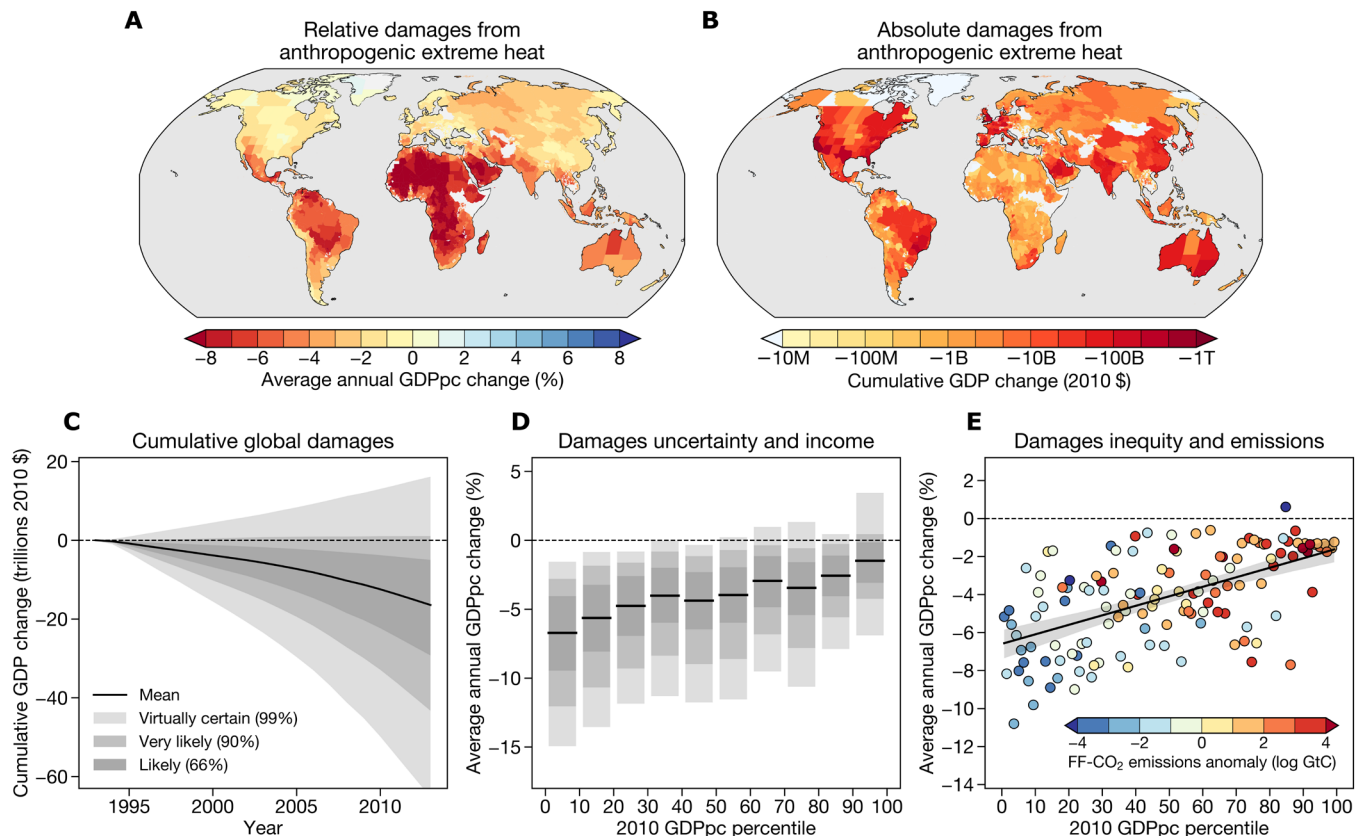 A
Relative damages from
anthropogenic extreme heat
−8 −6 −4 −2 0 2 4 6 8
Average annual GDPpc change (%)
B
Absolute damages from
anthropogenic extreme heat
−10M −100M −1B −10B −100B −1T
Cumulative GDP change (2010 $)
C
Cumulative global damages
Cumulative GDP change (trillions 2010 $)
20
0
−20
−40
−60
Mean
Virtually certain (99%)
Very likely (90%)
Likely (66%)
1995 2000 2005 2010
Year
D
Damages uncertainty and income
Average annual GDPpc change (%)
5
0
−5
−10
−15
0 10 20 30 40 50 60 70 80 90 100
2010 GDPpc percentile
E
Damages inequity and emissions
Average annual GDPpc change (%)
2
0
−2
−4
−6
−8
−10
−12
−14
−4 −2 0 2 4
FF-CO₂ emissions anomaly (log GtC)
0 10 20 30 40 50 60 70 80 90 100
2010 GDPpc percentile